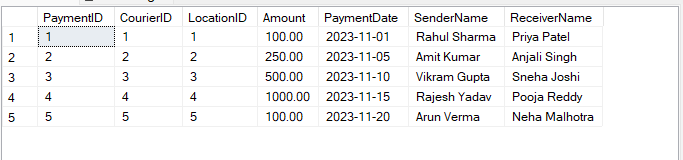 PaymentID CourierID LocationID Amount PaymentDate SenderName ReceiverName
1 1 1 1 100.00 2023-11-01 Rahul Sharma Priya Patel
2 2 2 2 250.00 2023-11-05 Amit Kumar Anjali Singh
3 3 3 3 500.00 2023-11-10 Vikram Gupta Sneha Joshi
4 4 4 4 1000.00 2023-11-15 Rajesh Yadav Pooja Reddy
5 5 5 5 100.00 2023-11-20 Arun Verma Neha Malhotra